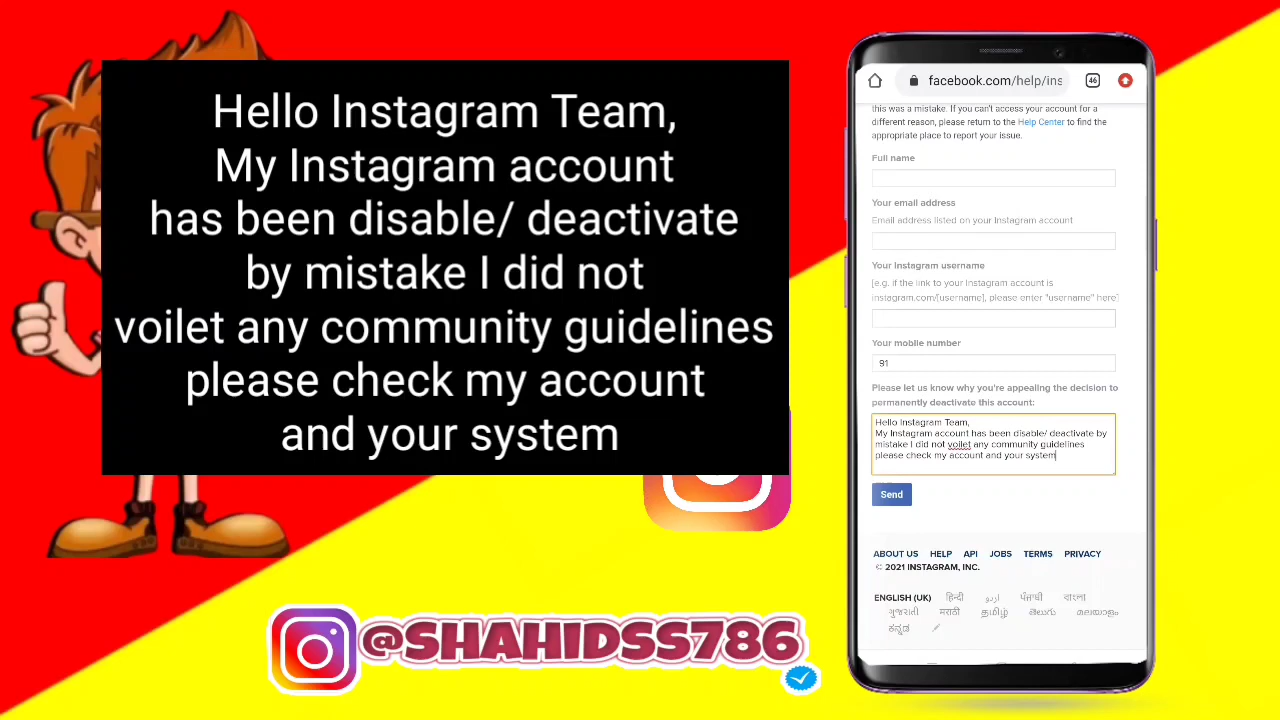 Hello Instagram Team,
My Instagram account
has been disable/ deactivate
by mistake I did not
voilet any community guidelines
please check my account
and your system
@SHAHIDSS786
facebook.com/help/ins
46
this was a mistake. If you can't access your account for a
different reason, please return to the Help Center to find the
appropriate place to report your issue.
Full name
Your email address
Email address listed on your Instagram account
Your Instagram username
[e.g. if the link to your Instagram account is
instagram.com/[username], please enter "username" here]
Your mobile number
91
Please let us know why you're appealing the decision to
permanently deactivate this account:
Hello Instagram Team,
My Instagram account has been disable/ deactivate by
mistake I did not voilet any community guidelines
please check my account and your system
Send
ABOUT US HELP API JOBS TERMS PRIVACY
© 2021 INSTAGRAM, INC.
ENGLISH (UK) हिन्दी اردو ਪੰਜਾਬੀ বাংলা
ગુજરાતી मराठी தமிழ் తెలుగు മലയാളം
ಕನ್ನಡ